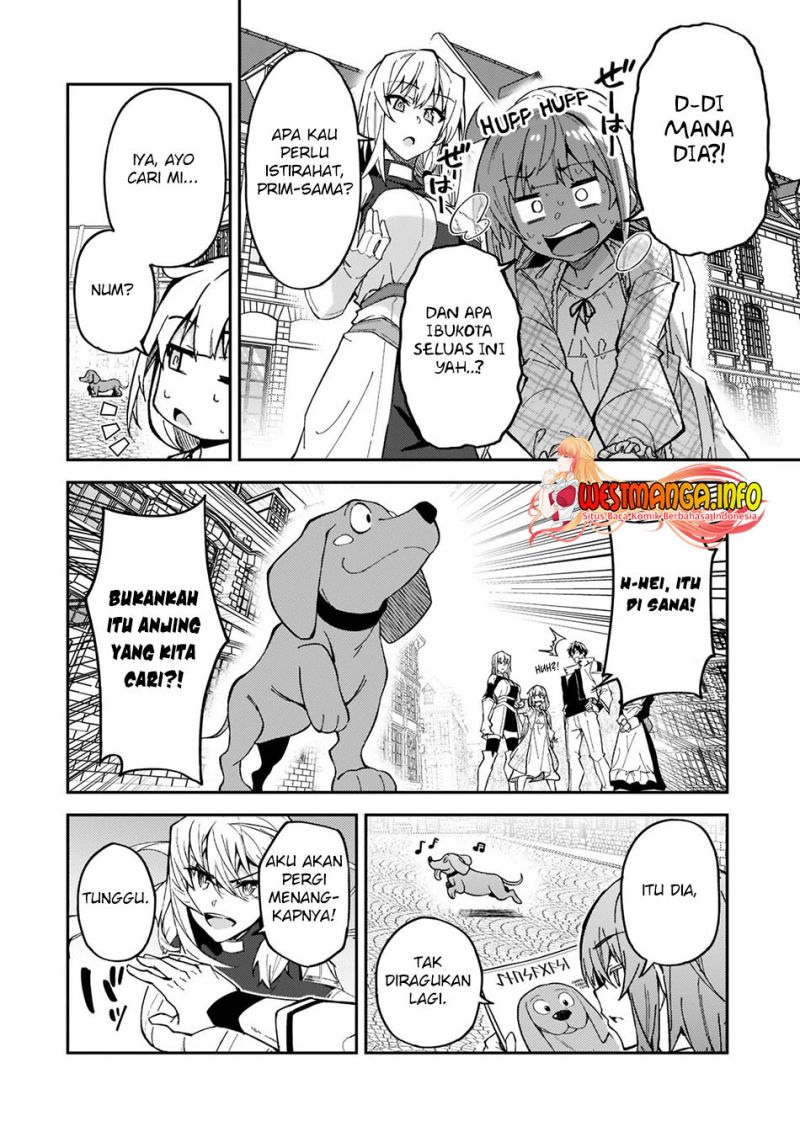 D-DI
MANA
DIA?!
ぜーはー
HUFF HUFF
ぜーはー
APA KAU
PERLU
ISTIRAHAT,
PRIM-SAMA?
DAN APA
IBUKOTA
SELUAS INI
YAH..?
IYA, AYO
CARI MI...
NUM?
WESTMANGA.INFO
Situs Baca Komik Berbahasa Indonesia
H-HEI, ITU
DI SANA!
HUH?!
BUKANKAH
ITU ANJING
YANG KITA
CARI?!
ITU DIA,
TAK
DIRAGUKAN
LAGI.
AKU AKAN
PERGI
MENANG-
KAPNYA!
TUNGGU.